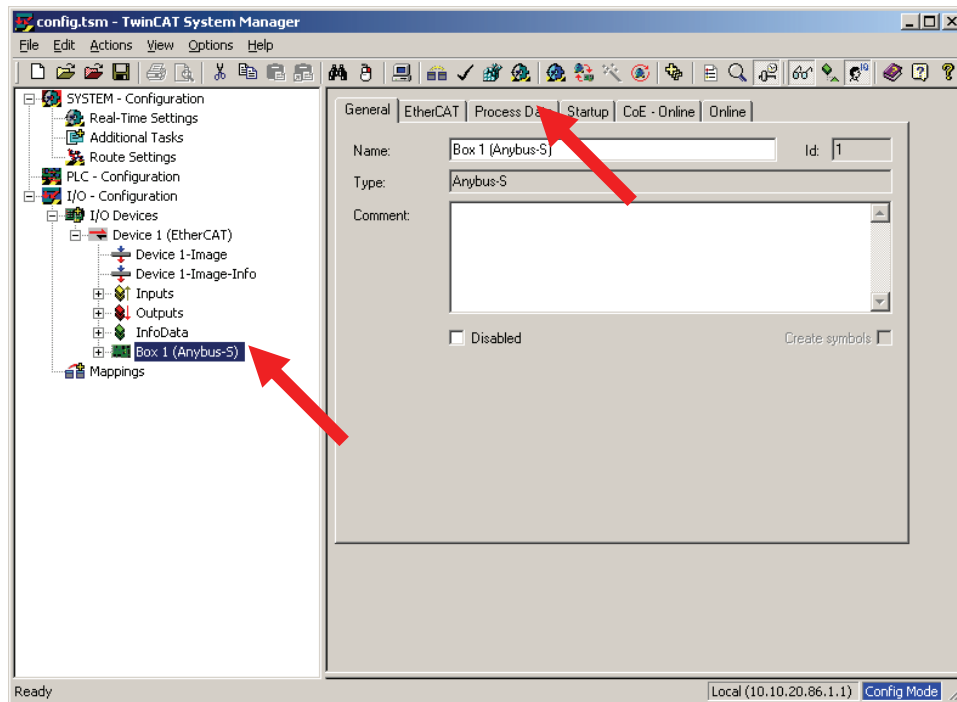 config.tsm - TwinCAT System Manager
File Edit Actions View Options Help
SYSTEM - Configuration
Real-Time Settings
Additional Tasks
Route Settings
PLC - Configuration
I/O - Configuration
I/O Devices
Device 1 (EtherCAT)
Device 1-Image
Device 1-Image-Info
Inputs
Outputs
InfoData
Box 1 (Anybus-S)
Mappings
General EtherCAT Process Data Startup CoE - Online Online
Name: Box 1 (Anybus-S) Id: 1
Type: Anybus-S
Comment:
Disabled Create symbols
Ready Local (10.10.20.86.1.1) Config Mode